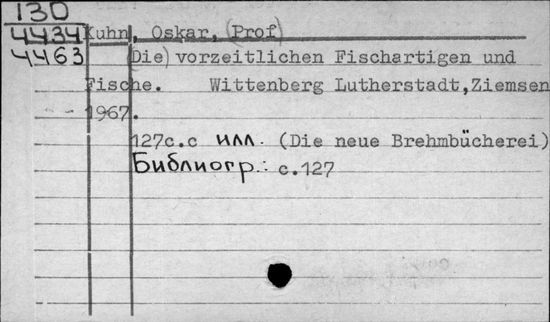 130
4434 Kuhn, Oskar, (Prof)
4463 (Die) vorzeitlichen Fischartigen und
Fische. Wittenberg Lutherstadt,Ziemsen
1967.
127c.c илл. (Die neue Brehmbücherei)
Библиогр.: c.127